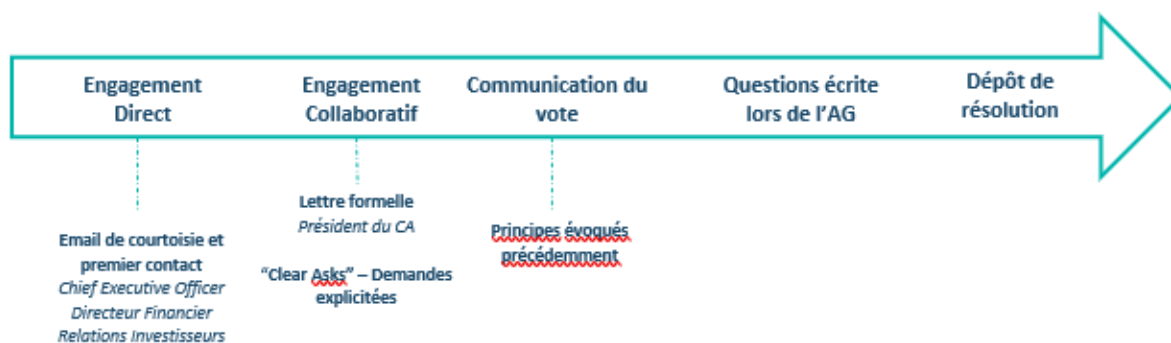 Engagement
Direct
Engagement
Collaboratif
Communication du
vote
Questions écrite
lors de l'AG
Dépôt de
résolution
Email de courtoisie et
premier contact
Chief Executive Officer
Directeur Financier
Relations Investisseurs
Lettre formelle
Président du CA
“Clear Asks” – Demandes
explicitées
Principes évoqués
précédemment